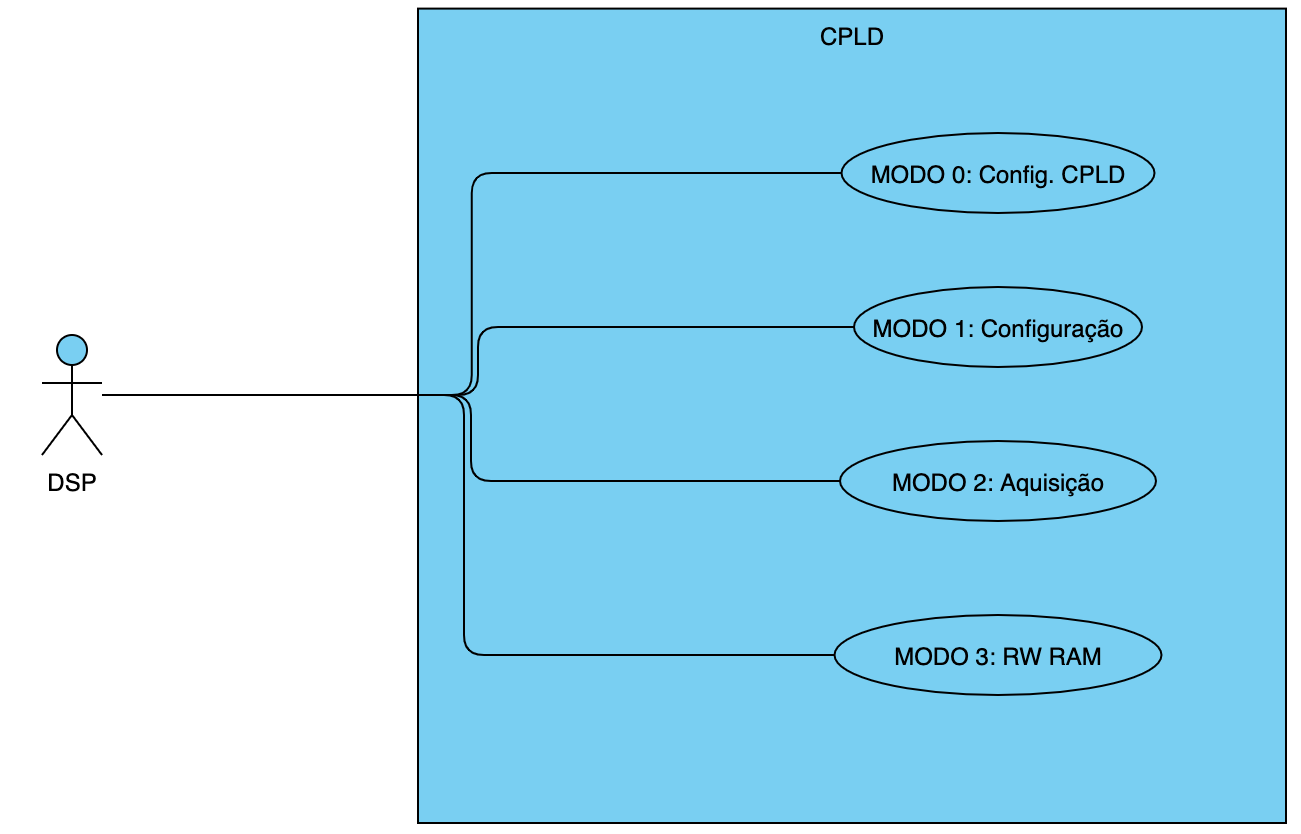 CPLD
MODO 0: Config. CPLD
MODO 1: Configuração
MODO 2: Aquisição
MODO 3: RW RAM
DSP